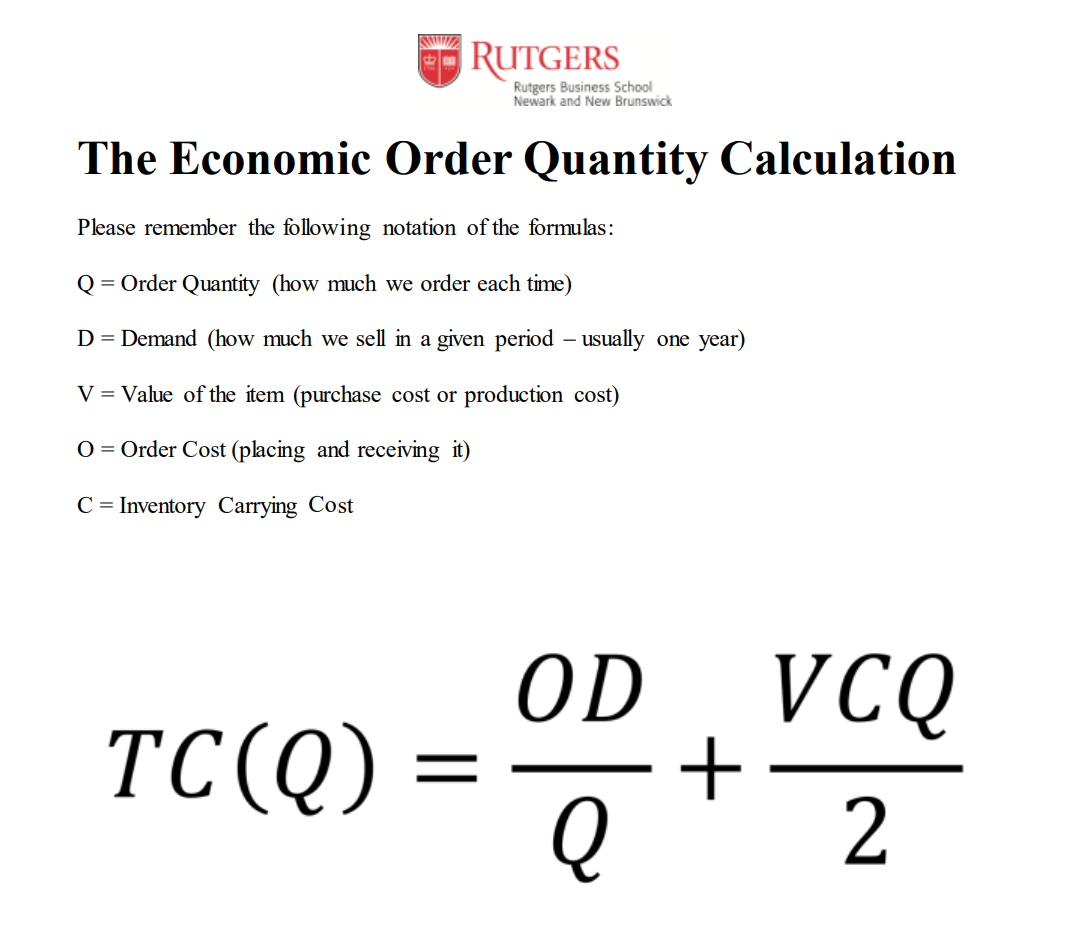 RUTGERS
Rutgers Business School
Newark and New Brunswick
The Economic Order Quantity Calculation
Please remember the following notation of the formulas:
Q = Order Quantity (how much we order each time)
D = Demand (how much we sell in a given period – usually one year)
V = Value of the item (purchase cost or production cost)
O = Order Cost (placing and receiving it)
C = Inventory Carrying Cost
TC(Q) = OD/Q + VCQ/2